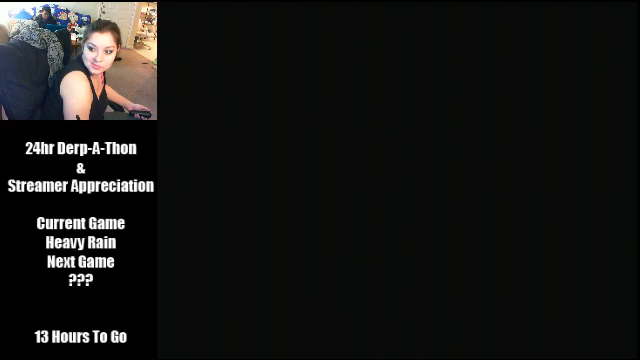 24hr Derp-A-Thon
&
Streamer Appreciation
Current Game
Heavy Rain
Next Game
???
13 Hours To Go